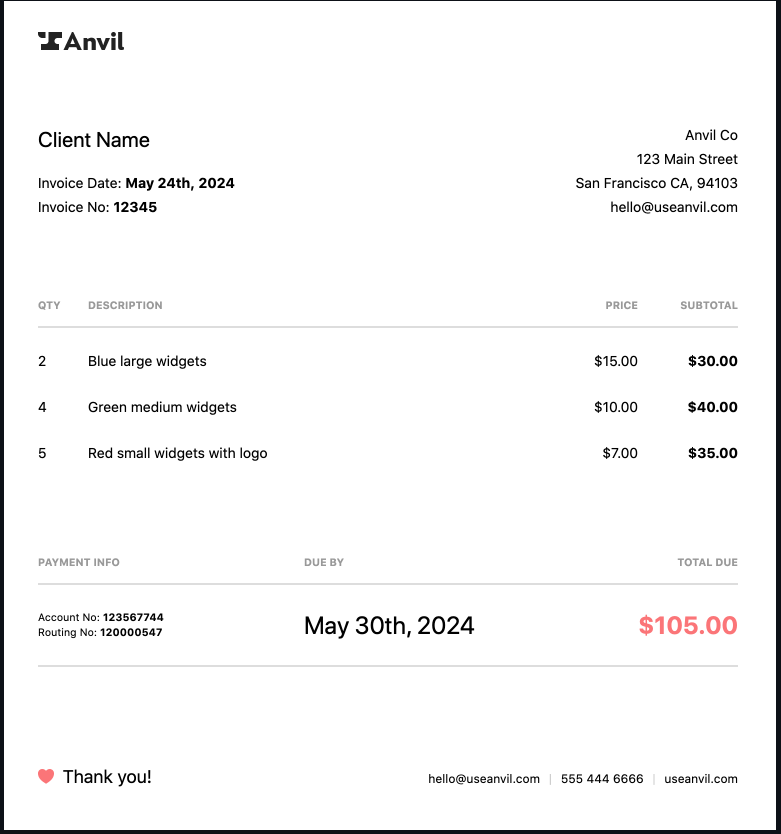 Anvil
Client Name
Invoice Date: May 24th, 2024
Invoice No: 12345
Anvil Co
123 Main Street
San Francisco CA, 94103
hello@useanvil.com
QTY DESCRIPTION PRICE SUBTOTAL
2 Blue large widgets $15.00 $30.00
4 Green medium widgets $10.00 $40.00
5 Red small widgets with logo $7.00 $35.00
PAYMENT INFO DUE BY TOTAL DUE
Account No: 123567744
Routing No: 120000547
May 30th, 2024
$105.00
Thank you!
hello@useanvil.com | 555 444 6666 | useanvil.com